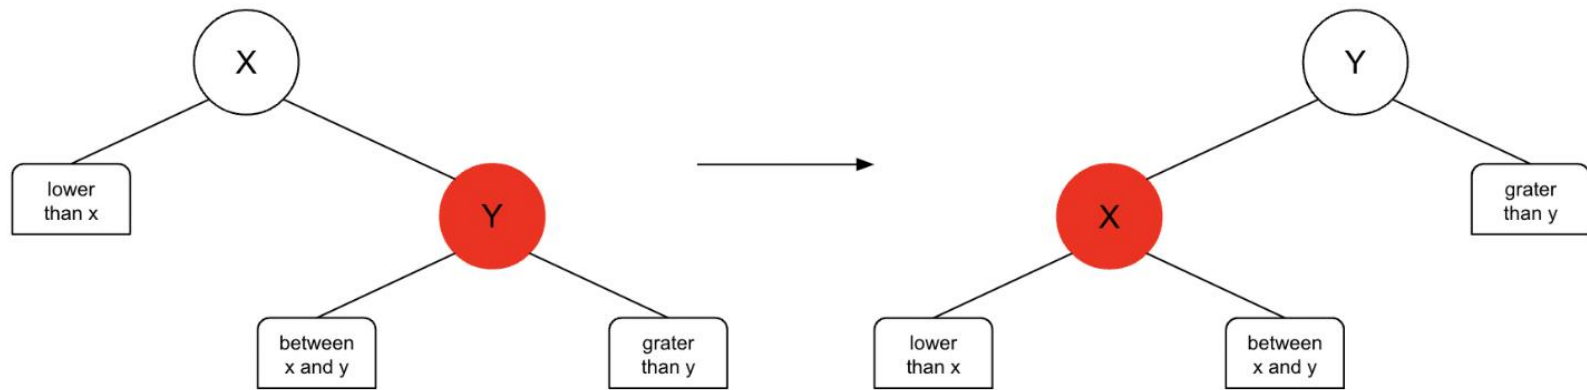 X
Y
lower
than x
grater
than y
Y
X
between
x and y
grater
than y
lower
than x
between
x and y